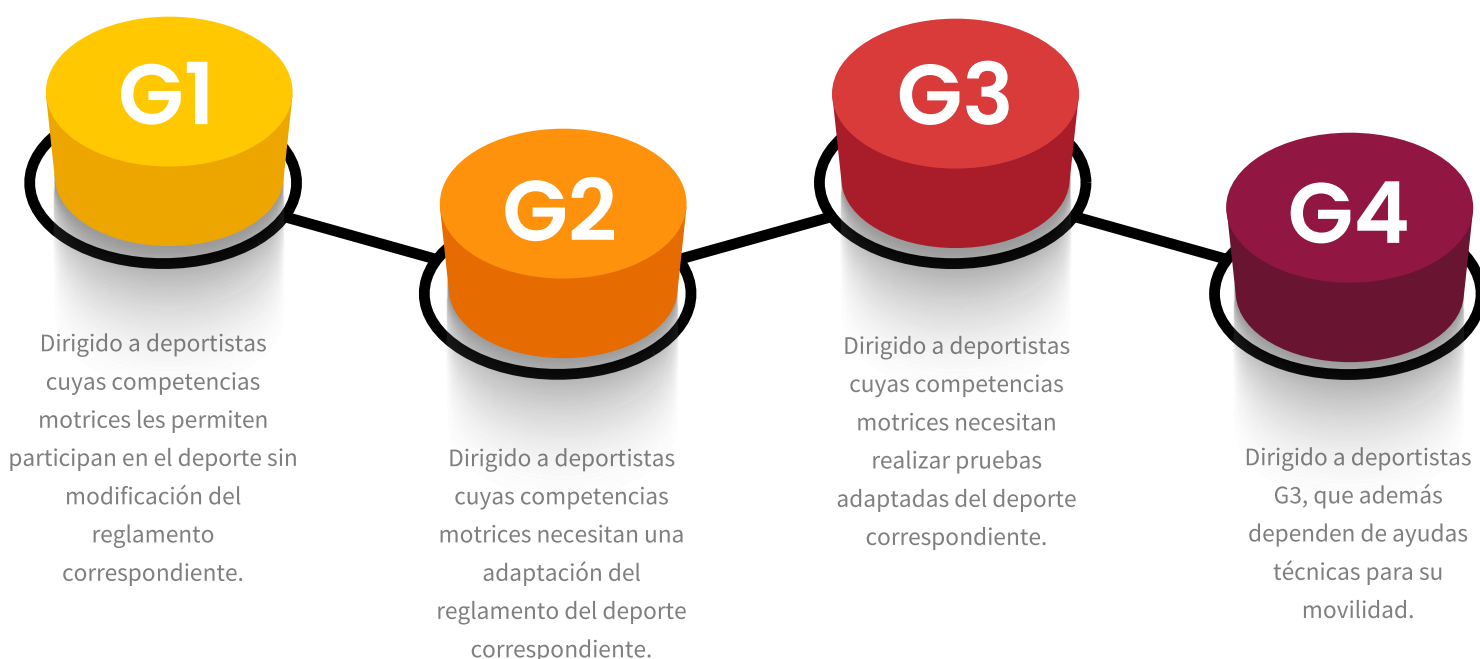 G1
Dirigido a deportistas
cuyas competencias
motrices les permiten
participan en el deporte sin
modificación del
reglamento
correspondiente.
G2
Dirigido a deportistas
cuyas competencias
motrices necesitan una
adaptación del
reglamento del deporte
correspondiente.
G3
Dirigido a deportistas
cuyas competencias
motrices necesitan
realizar pruebas
adaptadas del deporte
correspondiente.
G4
Dirigido a deportistas
G3, que además
dependen de ayudas
técnicas para su
movilidad.